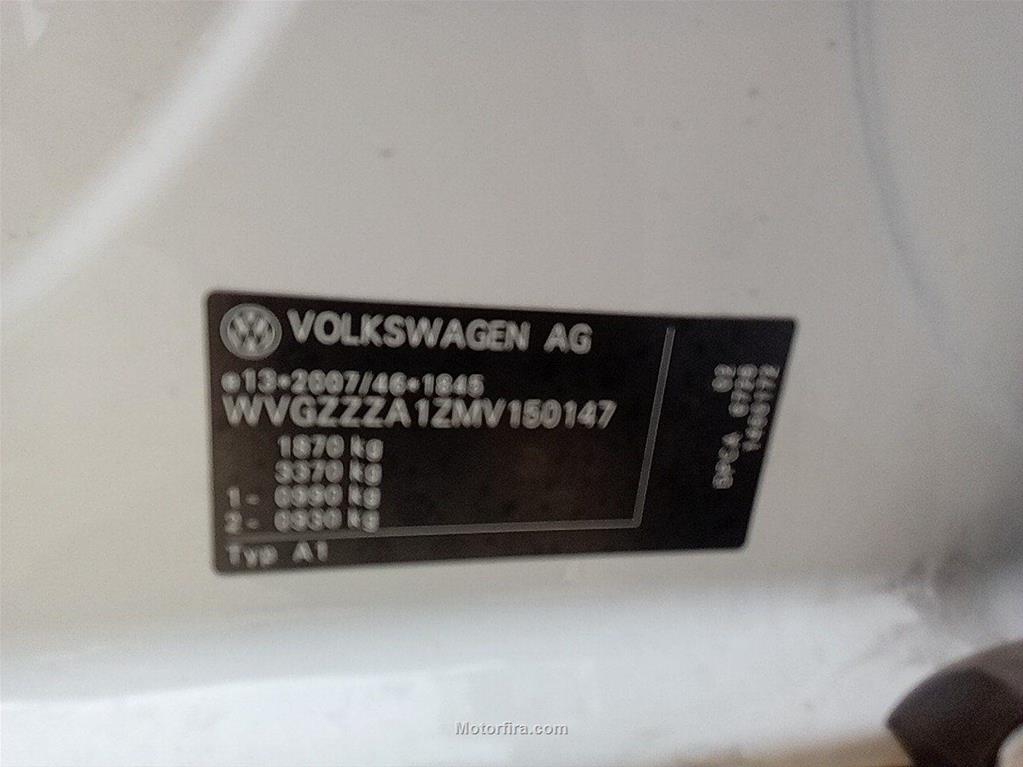 VOLKSWAGEN AG
e13*2007/46*1845
WVGZZZA1ZMV150147
1870 kg
3370 kg
1- 0990 kg
2- 0930 kg
Typ A1
Motorfira.com